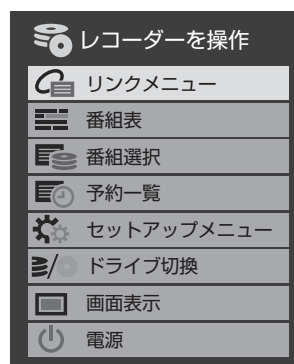 レコーダーを操作
リンクメニュー
番組表
番組選択
予約一覧
セットアップメニュー
ドライブ切換
画面表示
電源